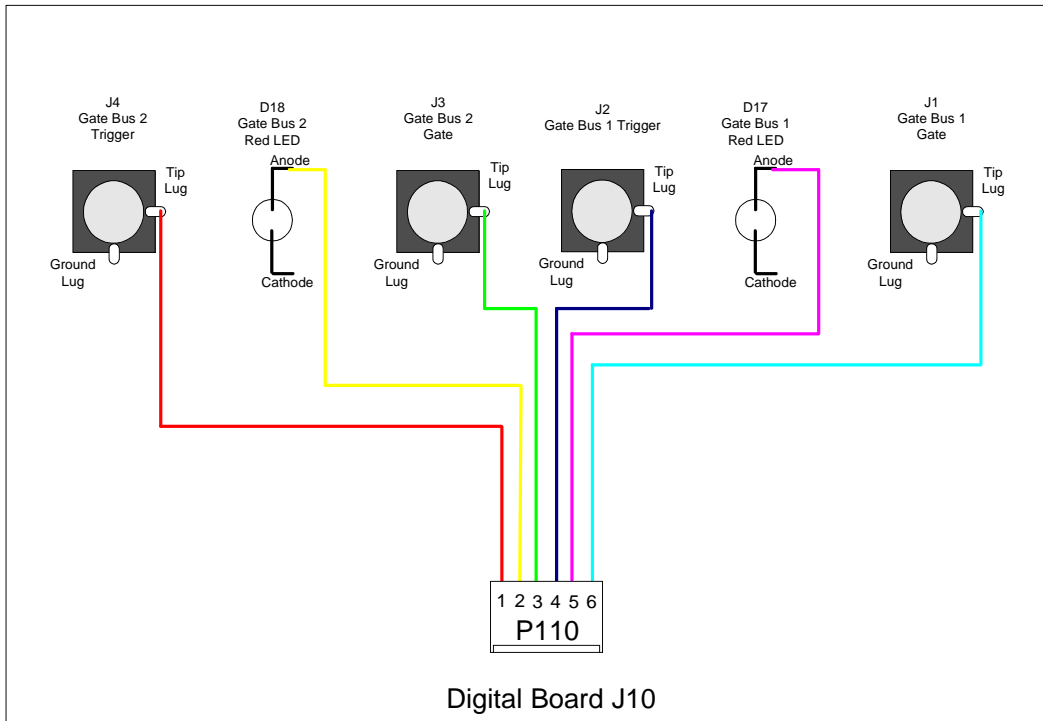 J4
Gate Bus 2
Trigger
D18
Gate Bus 2
Red LED
J3
Gate Bus 2
Gate
J2
Gate Bus 1 Trigger
D17
Gate Bus 1
Red LED
J1
Gate Bus 1
Gate
Tip
Lug
Anode
Tip
Lug
Tip
Lug
Anode
Tip
Lug
Ground
Lug
Cathode
Ground
Lug
Ground
Lug
Cathode
Ground
Lug
1 2 3 4 5 6
P110
Digital Board J10